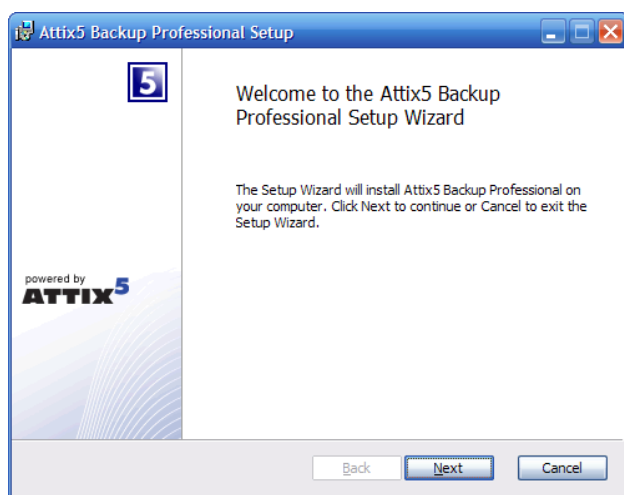 Attix5 Backup Professional Setup
5
Welcome to the Attix5 Backup
Professional Setup Wizard
The Setup Wizard will install Attix5 Backup Professional on
your computer. Click Next to continue or Cancel to exit the
Setup Wizard.
powered by
ATTIX5
Back
Next
Cancel